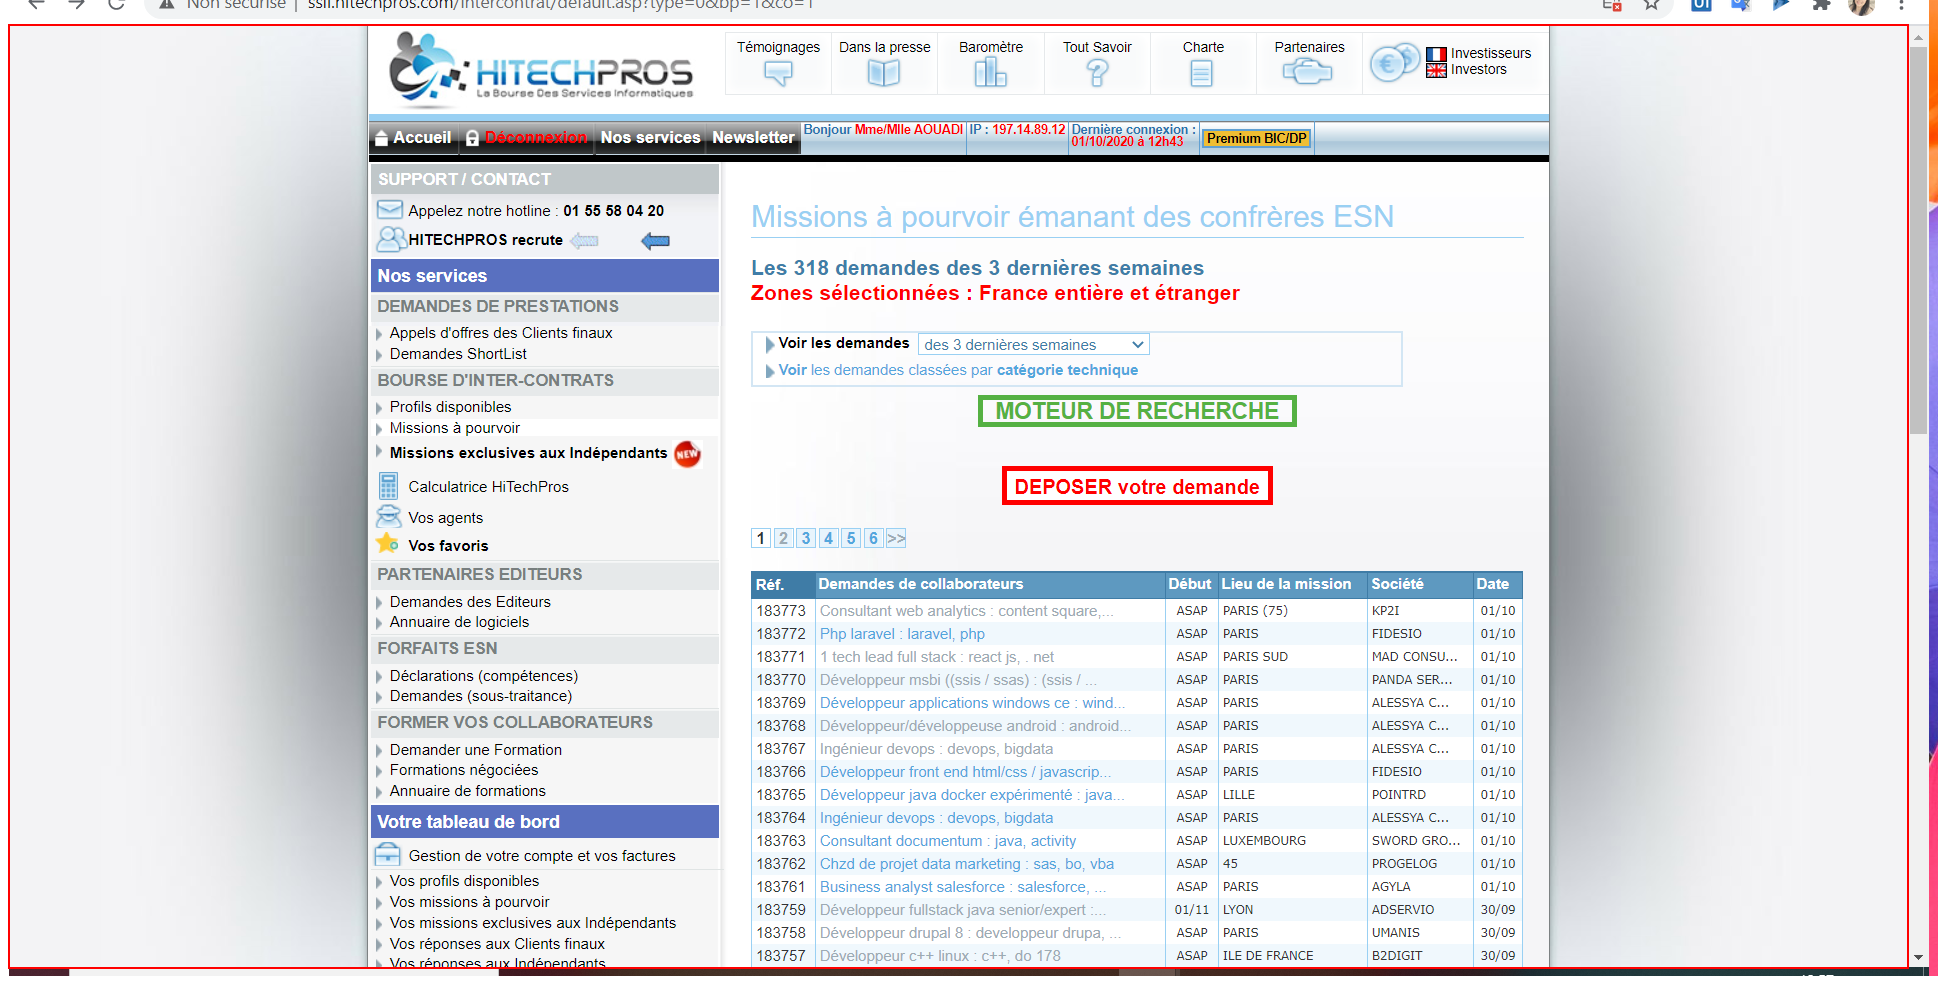 Non sécurisé | ssii.hitechpros.com/intercontrat/default.asp?type=0&bp=1&co=1
HITECHPROS
La Bourse Des Services Informatiques
Témoignages
Dans la presse
Baromètre
Tout Savoir
Charte
Partenaires
Investisseurs
Investors
Accueil
Déconnexion
Nos services
Newsletter
Bonjour Mme/Mlle AOUADI
IP : 197.14.89.12
Dernière connexion :
01/10/2020 à 12h43
Premium BIC/DP
SUPPORT / CONTACT
Appelez notre hotline : 01 55 58 04 20
HITECHPROS recrute
Nos services
DEMANDES DE PRESTATIONS
Appels d'offres des Clients finaux
Demandes ShortList
BOURSE D'INTER-CONTRATS
Profils disponibles
Missions à pourvoir
Missions exclusives aux Indépendants NEW
Calculatrice HiTechPros
Vos agents
Vos favoris
PARTENAIRES EDITEURS
Demandes des Editeurs
Annuaire de logiciels
FORFAITS ESN
Déclarations (compétences)
Demandes (sous-traitance)
FORMER VOS COLLABORATEURS
Demander une Formation
Formations négociées
Annuaire de formations
Votre tableau de bord
Gestion de votre compte et vos factures
Vos profils disponibles
Vos missions à pourvoir
Vos missions exclusives aux Indépendants
Vos réponses aux Clients finaux
Vos réponses aux Indépendants
Missions à pourvoir émanant des confrères ESN
Les 318 demandes des 3 dernières semaines
Zones sélectionnées : France entière et étranger
Voir les demandes des 3 dernières semaines
Voir les demandes classées par catégorie technique
MOTEUR DE RECHERCHE
DEPOSER votre demande
1 2 3 4 5 6 >>
Réf. Demandes de collaborateurs Début Lieu de la mission Société Date
183773 Consultant web analytics : content square,... ASAP PARIS (75) KP2I 01/10
183772 Php laravel : laravel, php ASAP PARIS FIDESIO 01/10
183771 1 tech lead full stack : react js, . net ASAP PARIS SUD MAD CONSU... 01/10
183770 Développeur msbi ((ssis / ssas) : (ssis / ... ASAP PARIS PANDA SER... 01/10
183769 Développeur applications windows ce : wind... ASAP PARIS ALESSYA C... 01/10
183768 Développeur/développeuse android : android... ASAP PARIS ALESSYA C... 01/10
183767 Ingénieur devops : devops, bigdata ASAP PARIS ALESSYA C... 01/10
183766 Développeur front end html/css / javascrip... ASAP PARIS FIDESIO 01/10
183765 Développeur java docker expérimenté : java... ASAP LILLE POINTRD 01/10
183764 Ingénieur devops : devops, bigdata ASAP PARIS ALESSYA C... 01/10
183763 Consultant documentum : java, activity ASAP LUXEMBOURG SWORD GRO... 01/10
183762 Chzd de projet data marketing : sas, bo, vba ASAP 45 PROGELOG 01/10
183761 Business analyst salesforce : salesforce, ... ASAP PARIS AGYLA 01/10
183759 Développeur fullstack java senior/expert :... 01/11 LYON ADSERVIO 30/09
183758 Développeur drupal 8 : developpeur drupa, ... ASAP PARIS UMANIS 30/09
183757 Développeur c++ linux : c++, do 178 ASAP ILE DE FRANCE B2DIGIT 30/09